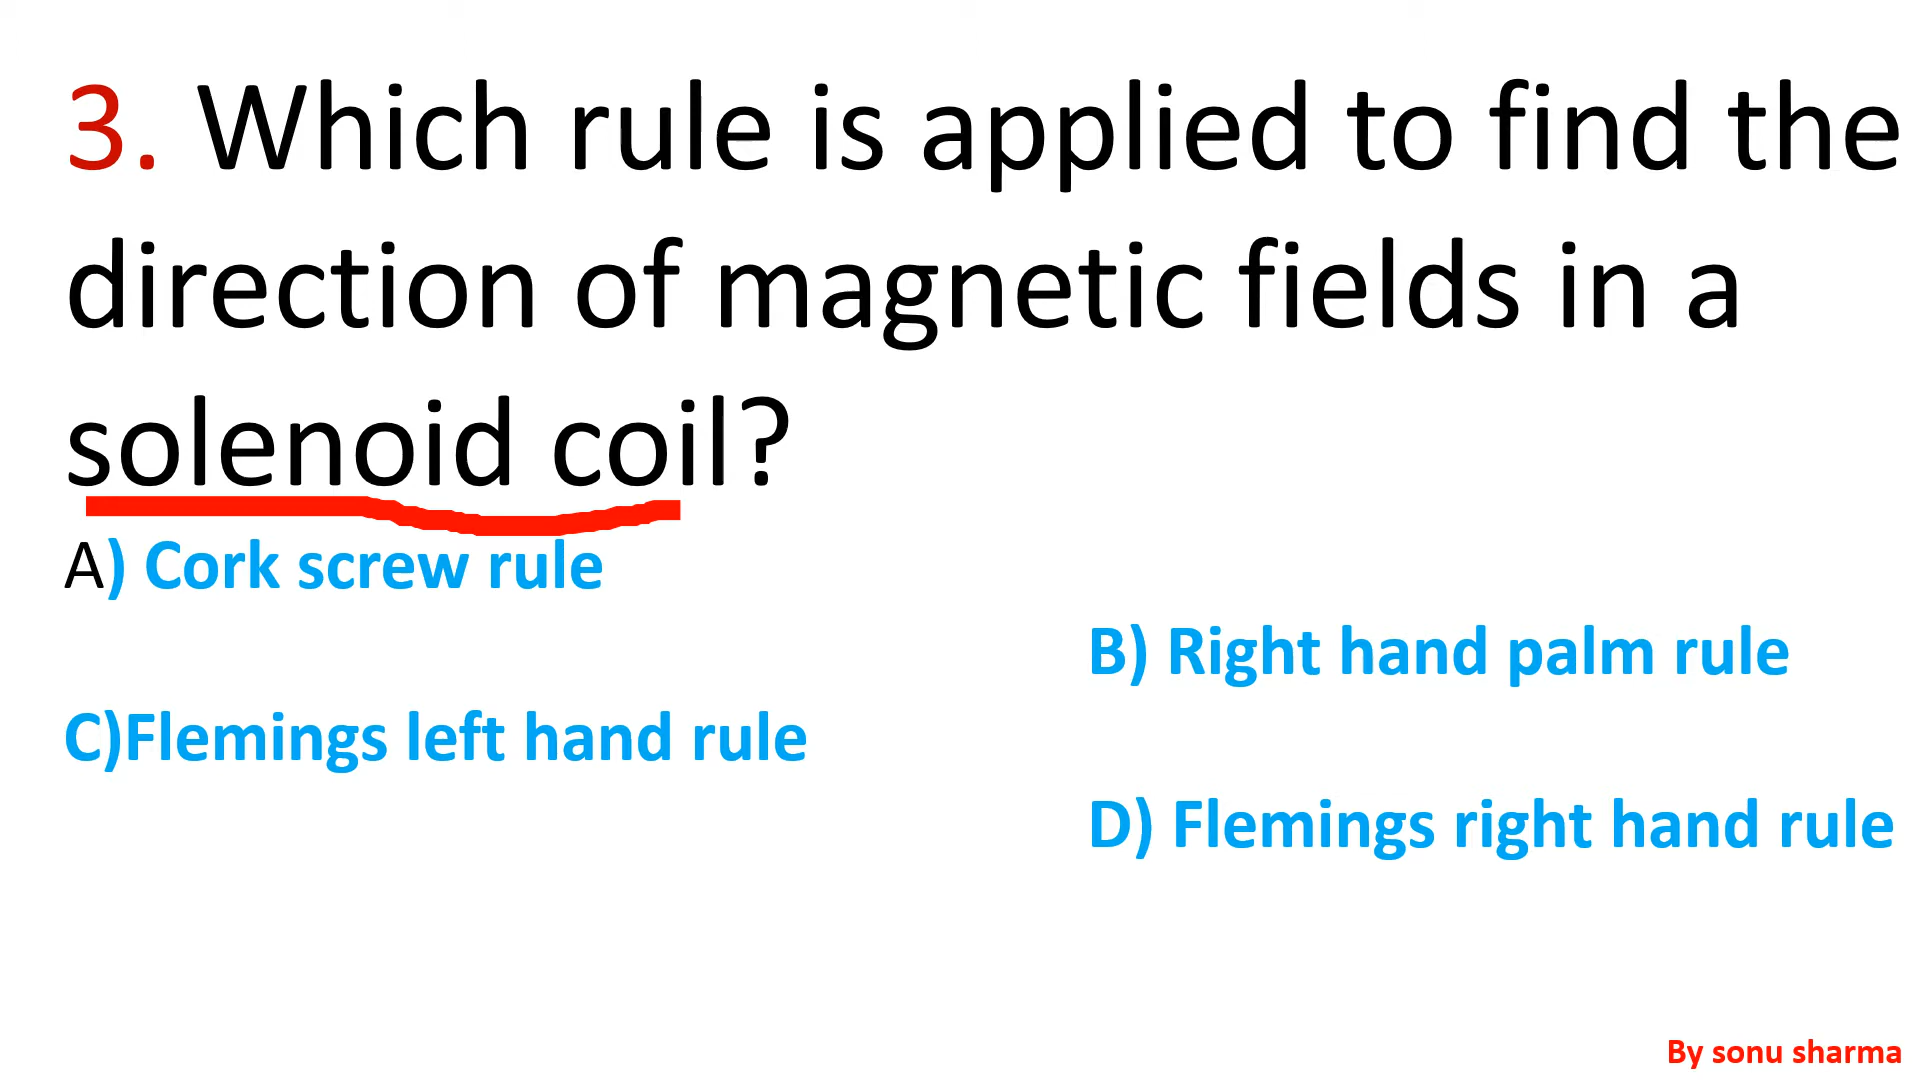 3. Which rule is applied to find the
direction of magnetic fields in a
solenoid coil?
A) Cork screw rule
B) Right hand palm rule
C)Flemings left hand rule
D) Flemings right hand rule
By sonu sharma